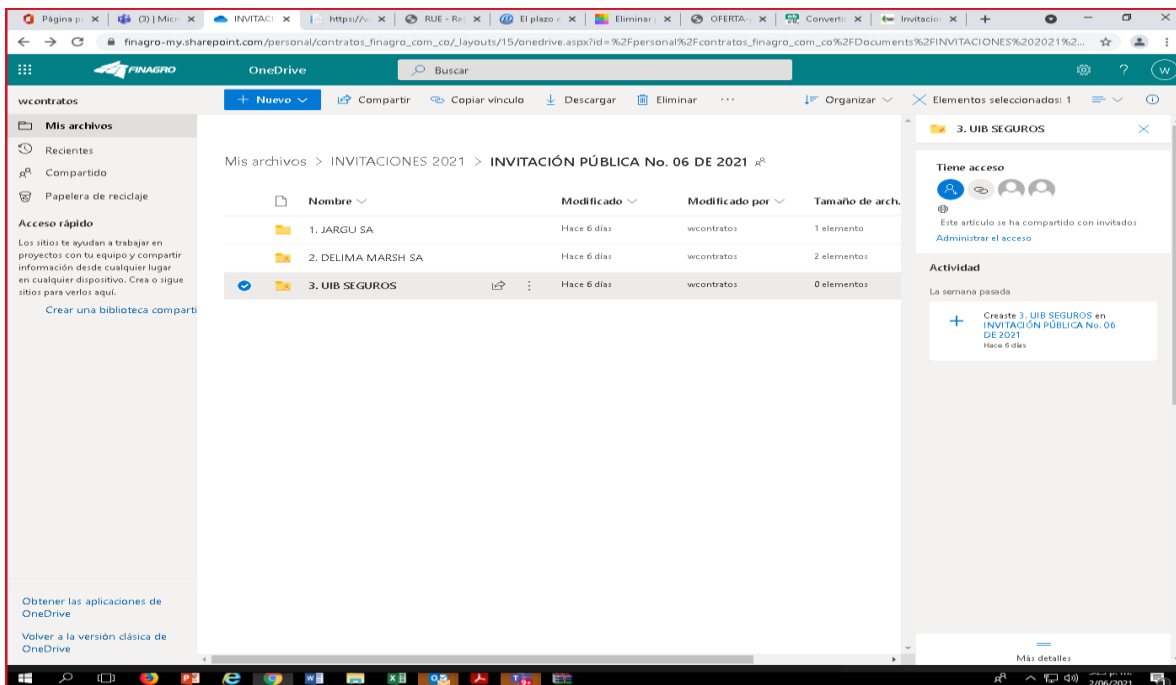 Página p
(3) | Micr
INVITACI
https://v
RUE - Re
El plazo
Eliminar
OFERTA-
Convertir
Invitacio
finagro-my.sharepoint.com/personal/contratos_finagro_com_co/_layouts/15/onedrive.aspx?id=%2Fpersonal%2Fcontratos_finagro_com_co%2FDocuments%2FINVITACIONES%202021%2...
FINAGRO
OneDrive
Buscar
?
W
wcontratos
+ Nuevo
Compartir
Copiar vínculo
Descargar
Eliminar
...
Organizar
Elementos seleccionados: 1
Mis archivos
Recientes
Compartido
Papelera de reciclaje
Acceso rápido
Los sitios te ayudan a trabajar en
proyectos con tu equipo y compartir
información desde cualquier lugar
en cualquier dispositivo. Crea o sigue
sitios para verlos aquí.
Crear una biblioteca comparti
Obtener las aplicaciones de
OneDrive
Volver a la versión clásica de
OneDrive
Mis archivos > INVITACIONES 2021 > INVITACIÓN PÚBLICA No. 06 DE 2021
Nombre Modificado Modificado por Tamaño de arch.
1. JARGU SA Hace 6 días wcontratos 1 elemento
2. DELIMA MARSH SA Hace 6 días wcontratos 2 elementos
3. UIB SEGUROS Hace 6 días wcontratos 0 elementos
3. UIB SEGUROS
Tiene acceso
Este artículo se ha compartido con invitados
Administrar el acceso
Actividad
La semana pasada
Creaste 3. UIB SEGUROS en
INVITACIÓN PÚBLICA No. 06
DE 2021
Hace 6 días
Más detalles
2/06/2021